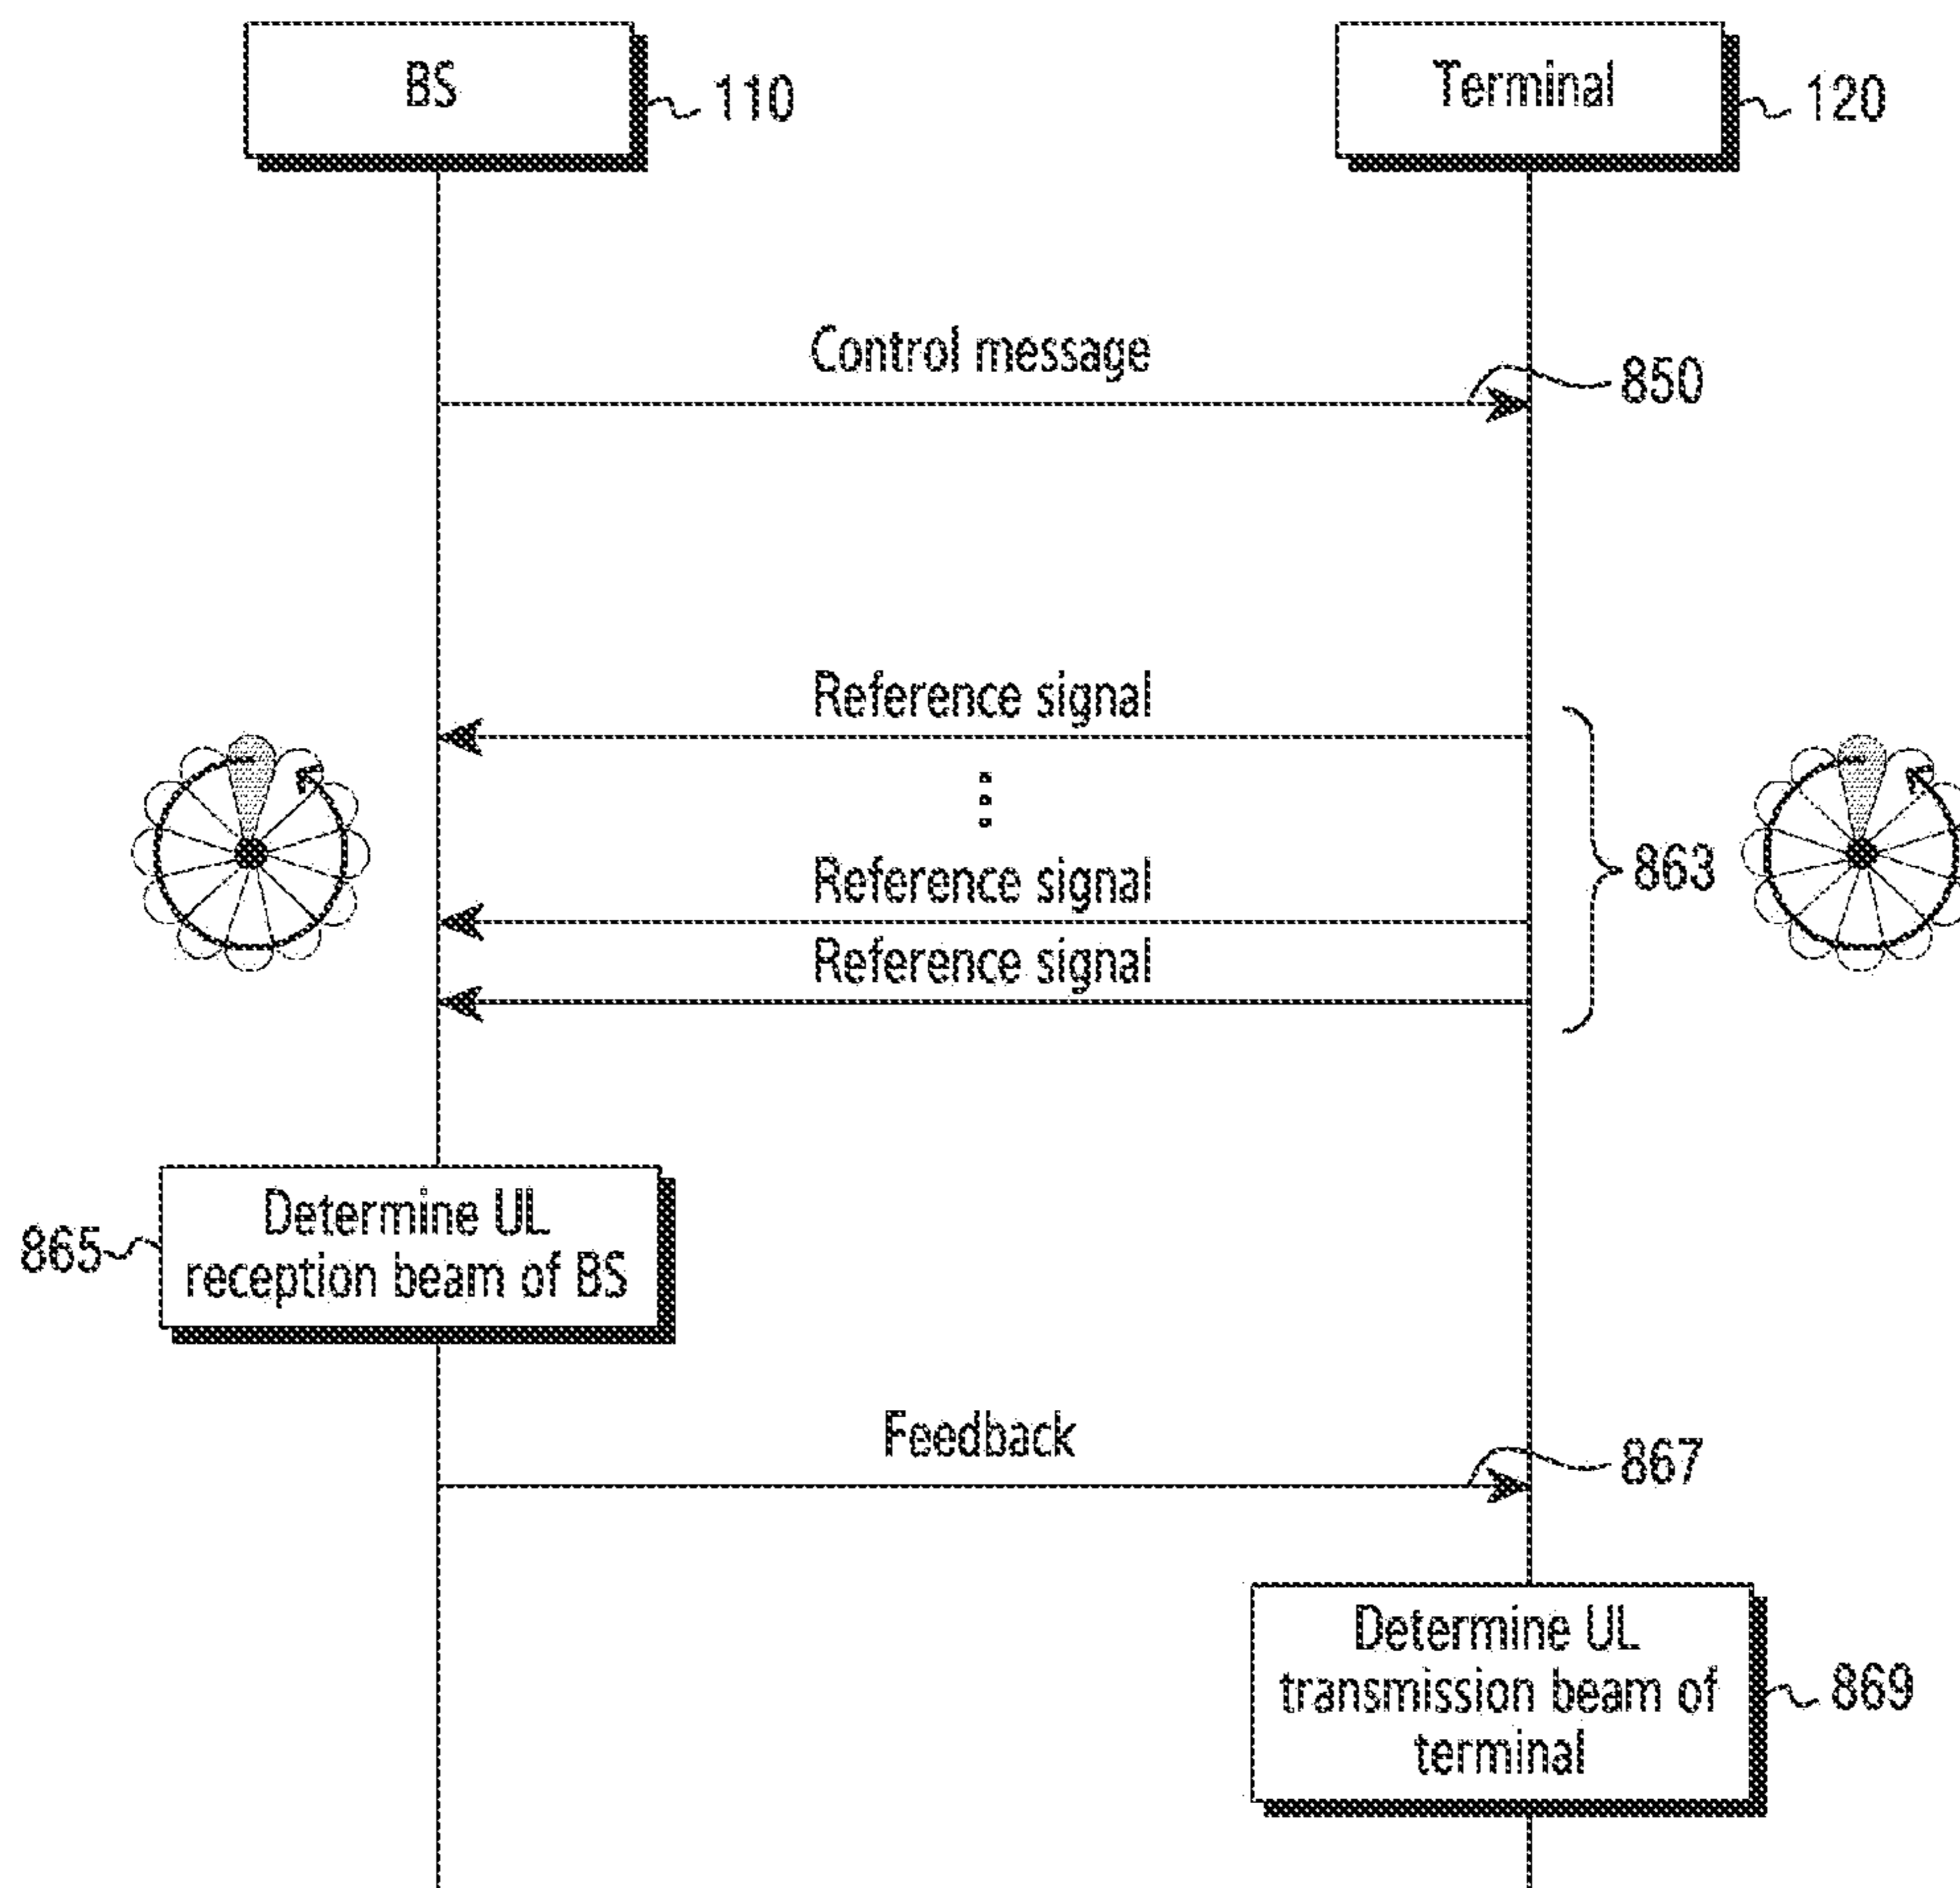 BS
110
Terminal
120
Control message
850
Reference signal
Reference signal
863
Reference signal
Determine UL
reception beam of BS
865
Feedback
867
Determine UL
transmission beam of
terminal
869